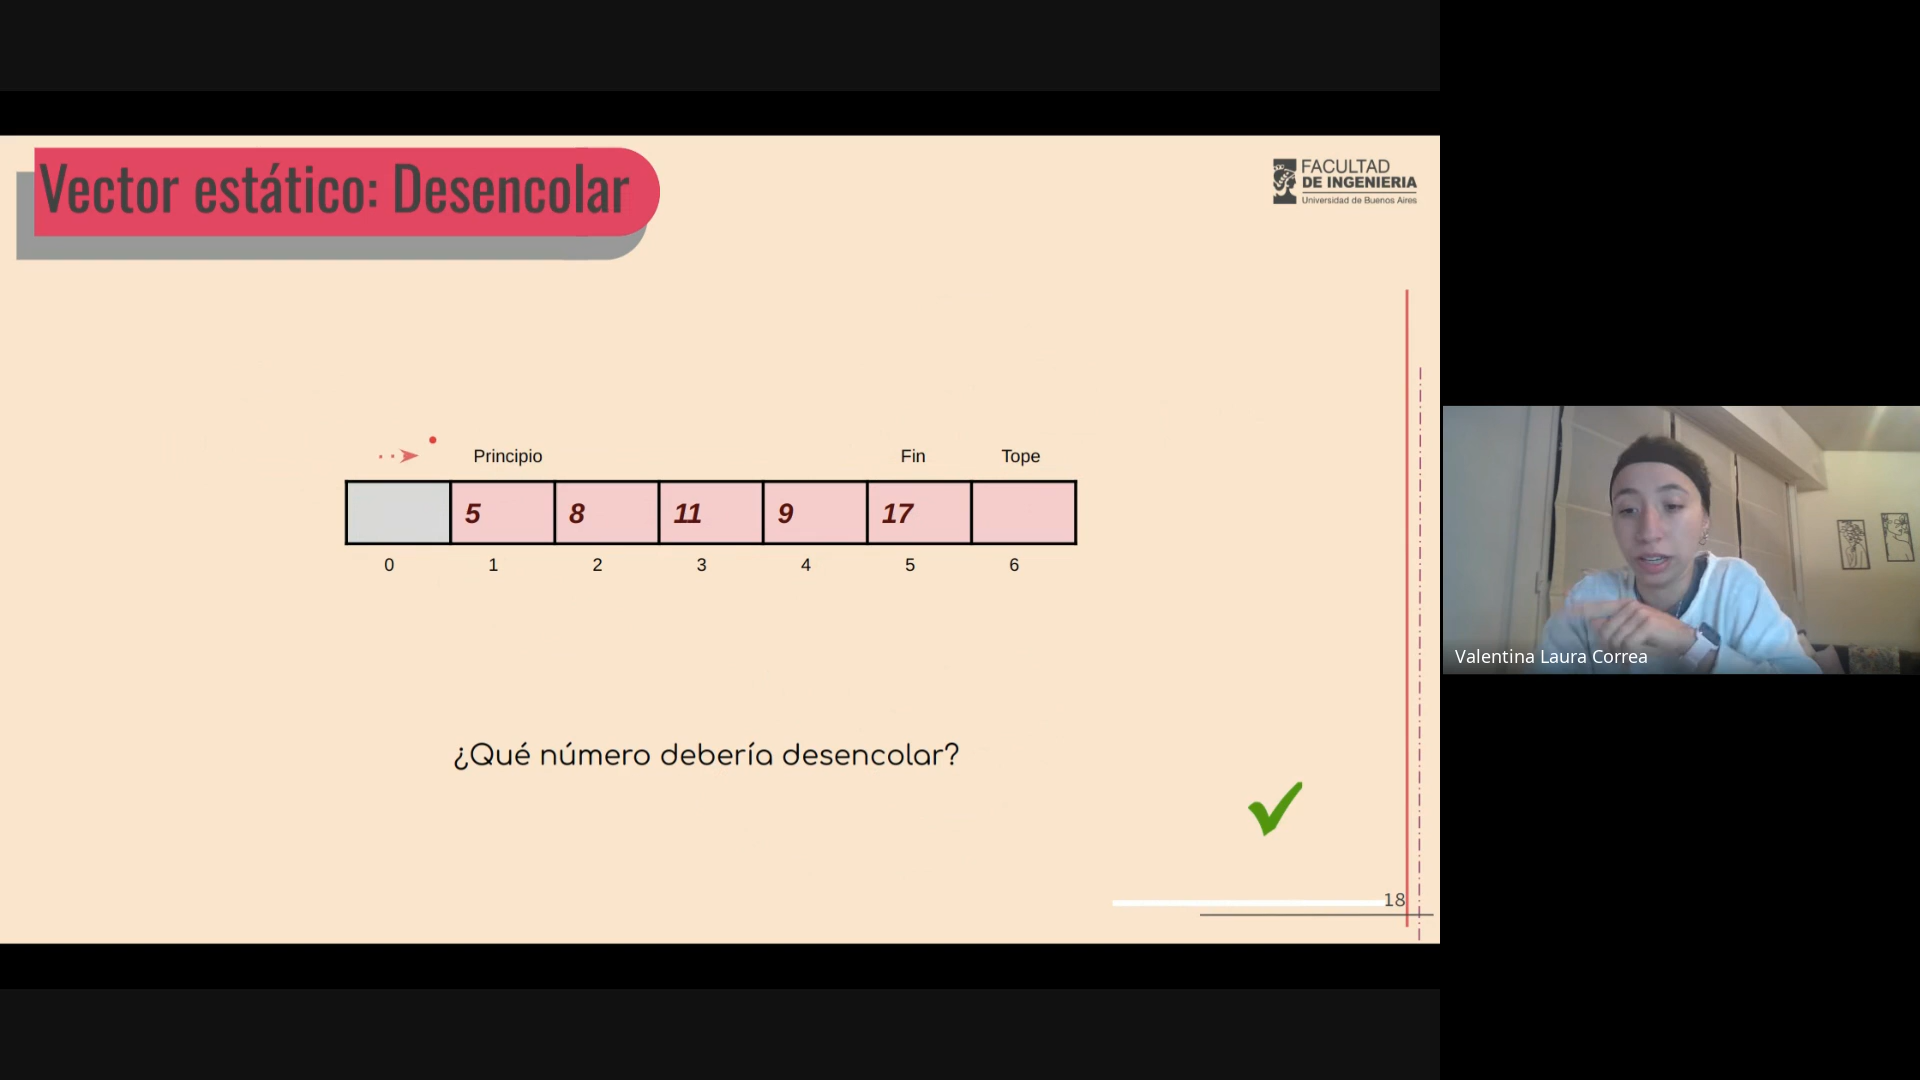 Vector estático: Desencolar
FACULTAD
DE INGENIERIA
Universidad de Buenos Aires
Principio Fin Tope
5 8 11 9 17
0 1 2 3 4 5 6
¿Qué número debería desencolar?
18
Valentina Laura Correa